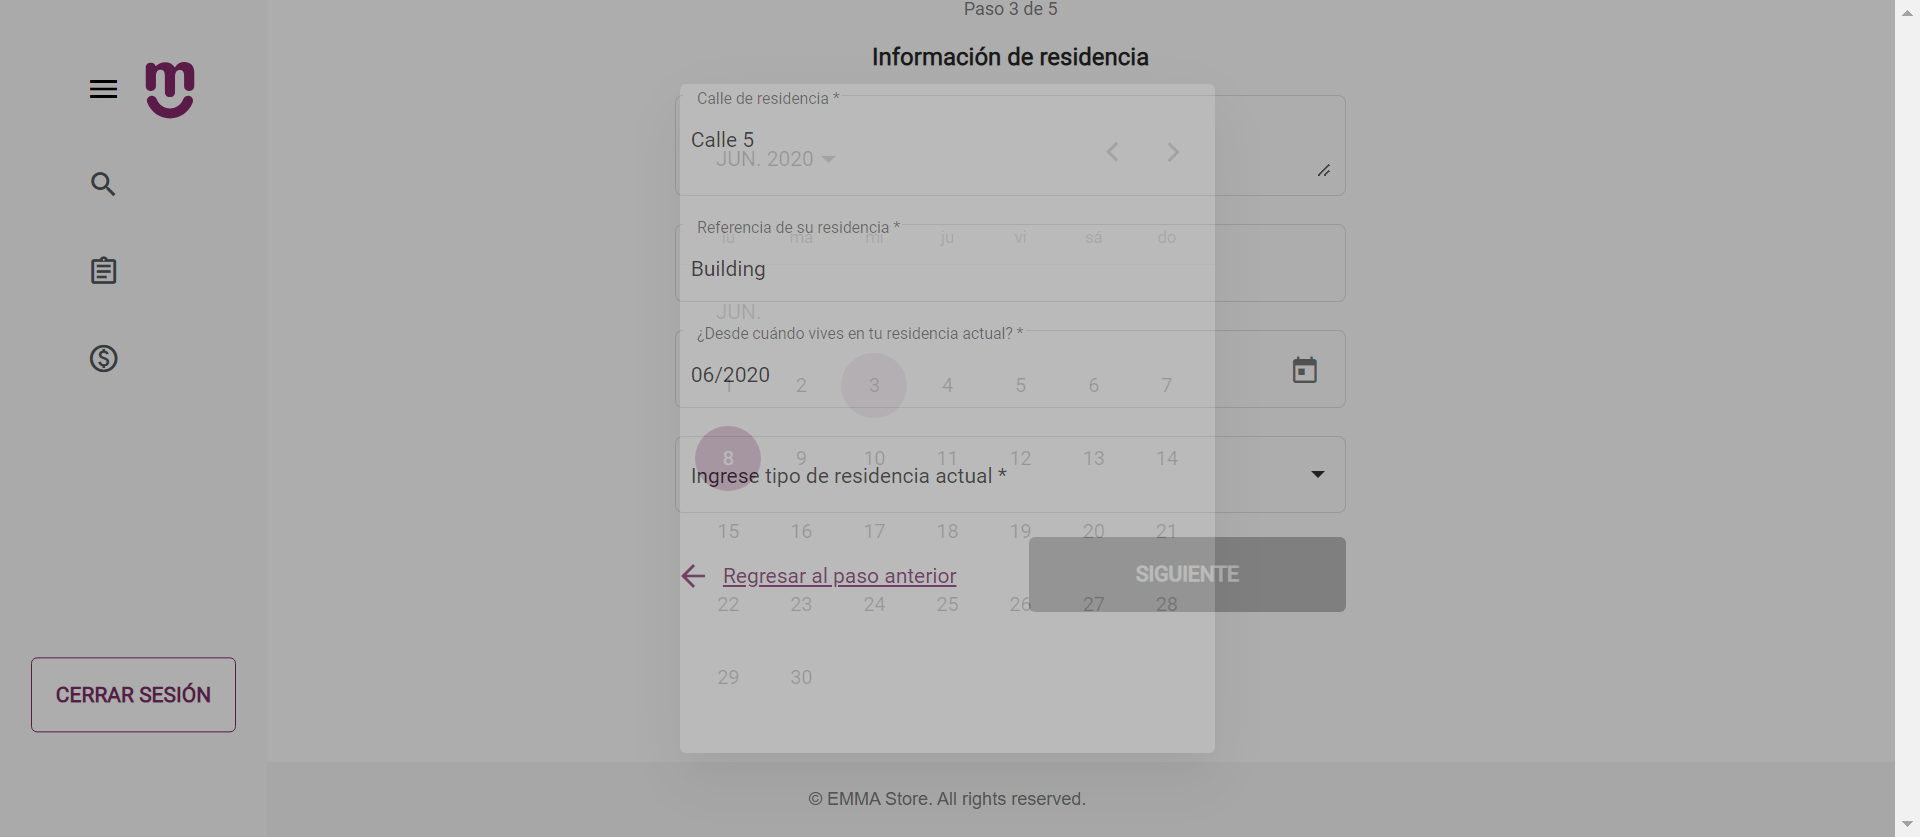 Paso 3 de 5
Información de residencia
Calle de residencia *
Calle 5
JUN. 2020
Referencia de su residencia *
lu ma mi ju vi sá do
Building
JUN.
¿Desde cuándo vives en tu residencia actual? *
06/2020
1 2 3 4 5 6 7
8 9 10 11 12 13 14
Ingrese tipo de residencia actual *
15 16 17 18 19 20 21
Regresar al paso anterior
SIGUIENTE
22 23 24 25 26 27 28
29 30
CERRAR SESIÓN
© EMMA Store. All rights reserved.